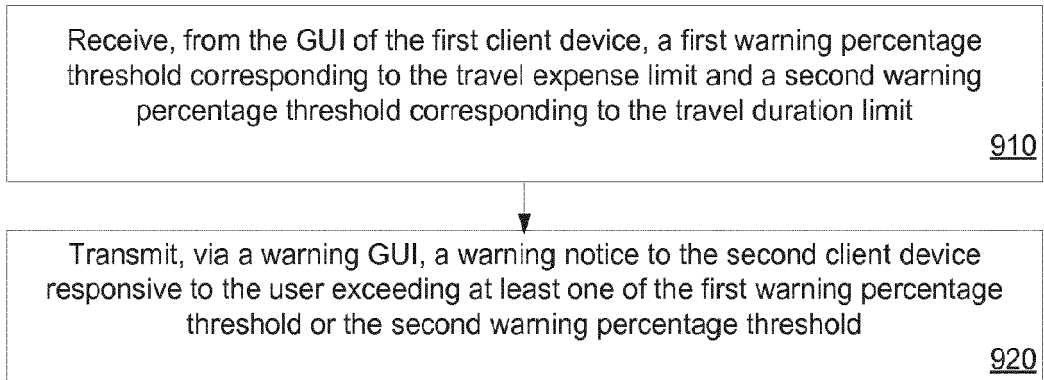 Receive, from the GUI of the first client device, a first warning percentage
threshold corresponding to the travel expense limit and a second warning
percentage threshold corresponding to the travel duration limit
910
Transmit, via a warning GUI, a warning notice to the second client device
responsive to the user exceeding at least one of the first warning percentage
threshold or the second warning percentage threshold
920